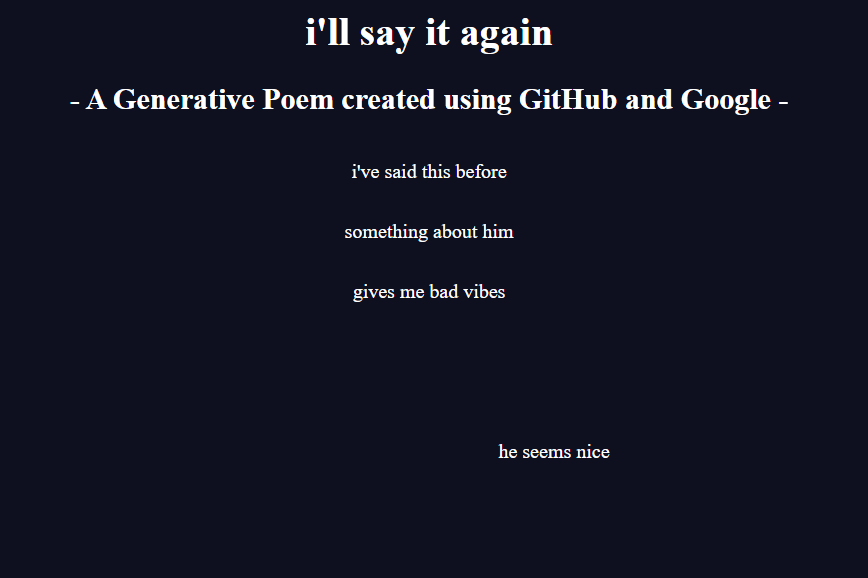 i'll say it again
- A Generative Poem created using GitHub and Google -
i've said this before
something about him
gives me bad vibes
he seems nice